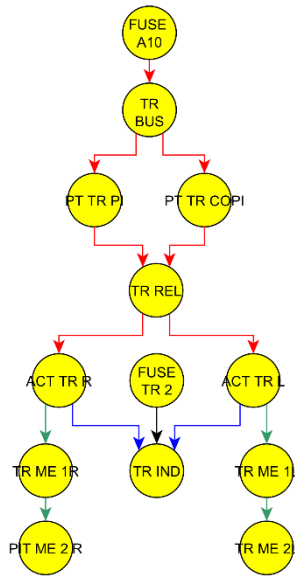 FUSE
A10
TR
BUS
PT TR PI
PT TR COPI
TR REL
ACT TR R
FUSE
TR 2
ACT TR L
TR ME 1R
TR IND
TR ME 1L
PIT ME 2 R
TR ME 2L